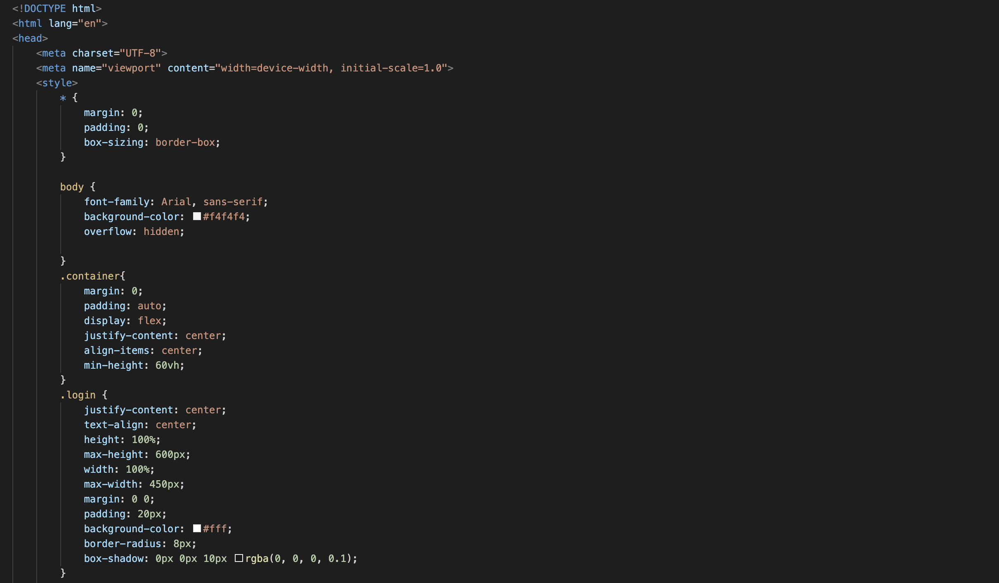 <!DOCTYPE html>
<html lang="en">
<head>
    <meta charset="UTF-8">
    <meta name="viewport" content="width=device-width, initial-scale=1.0">
    <style>
        * {
            margin: 0;
            padding: 0;
            box-sizing: border-box;
        }

        body {
            font-family: Arial, sans-serif;
            background-color: #f4f4f4;
            overflow: hidden;

        }
        .container{
            margin: 0;
            padding: auto;
            display: flex;
            justify-content: center;
            align-items: center;
            min-height: 60vh;
        }
        .login {
            justify-content: center;
            text-align: center;
            height: 100%;
            max-height: 600px;
            width: 100%;
            max-width: 450px;
            margin: 0 0;
            padding: 20px;
            background-color: #fff;
            border-radius: 8px;
            box-shadow: 0px 0px 10px rgba(0, 0, 0, 0.1);
        }